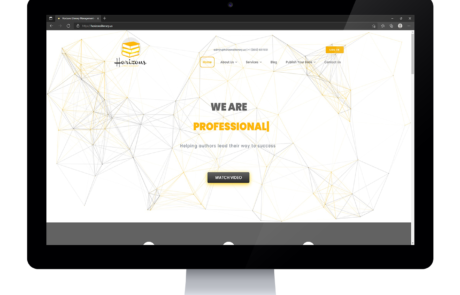 Horizons
Home
About Us
Services
Blog
Publish Your Book
Contact Us
WE ARE
PROFESSIONAL|
Helping authors lead their way to success
WATCH VIDEO